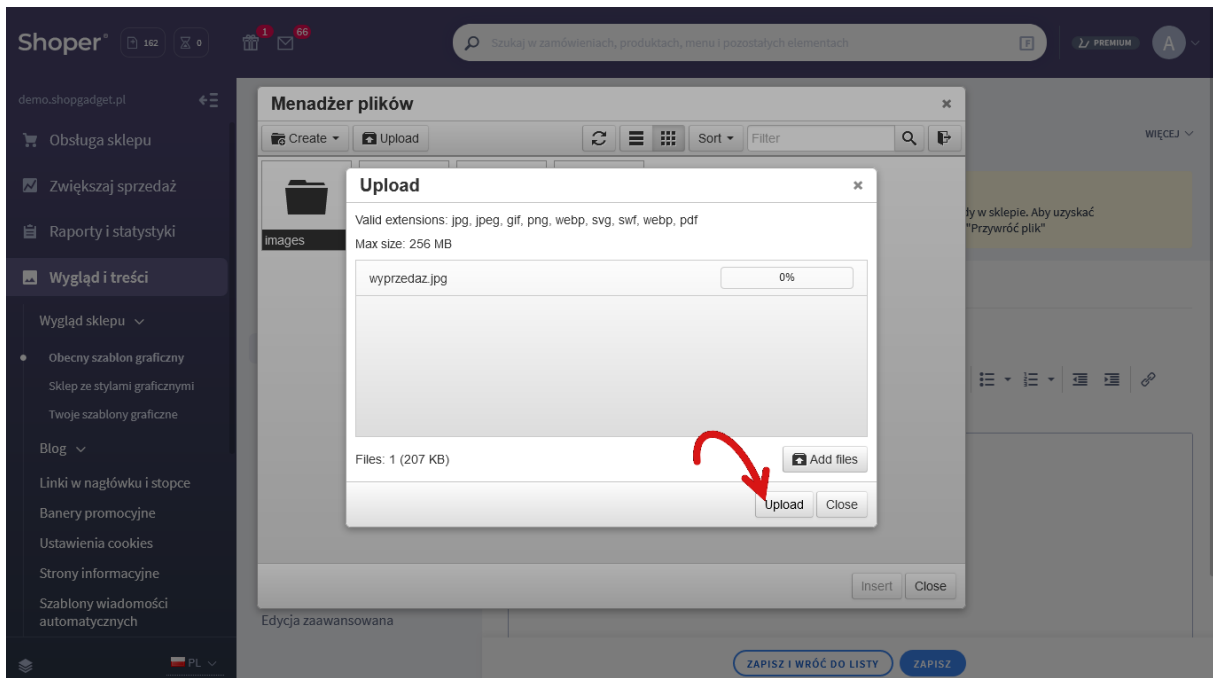 Shoper°
162
0
1
66
Szukaj w zamówieniach, produktach, menu i pozostałych elementach
F
PREMIUM
A
demo.shopgadget.pl
Obsługa sklepu
Zwiększaj sprzedaż
Raporty i statystyki
Wygląd i treści
Wygląd sklepu
Obecny szablon graficzny
Sklep ze stylami graficznymi
Twoje szablony graficzne
Blog
Linki w nagłówku i stopce
Banery promocyjne
Ustawienia cookies
Strony informacyjne
Szablony wiadomości
automatycznych
PL
Menadżer plików
Create
Upload
Sort
Filter
images
WIĘCEJ
w sklepie. Aby uzyskać
"Przywróć plik"
Upload
Valid extensions: jpg, jpeg, gif, png, webp, svg, swf, webp, pdf
Max size: 256 MB
wyprzedaz.jpg
0%
Files: 1 (207 KB)
Add files
Upload
Close
Insert
Close
Edycja zaawansowana
ZAPISZ I WRÓĆ DO LISTY
ZAPISZ